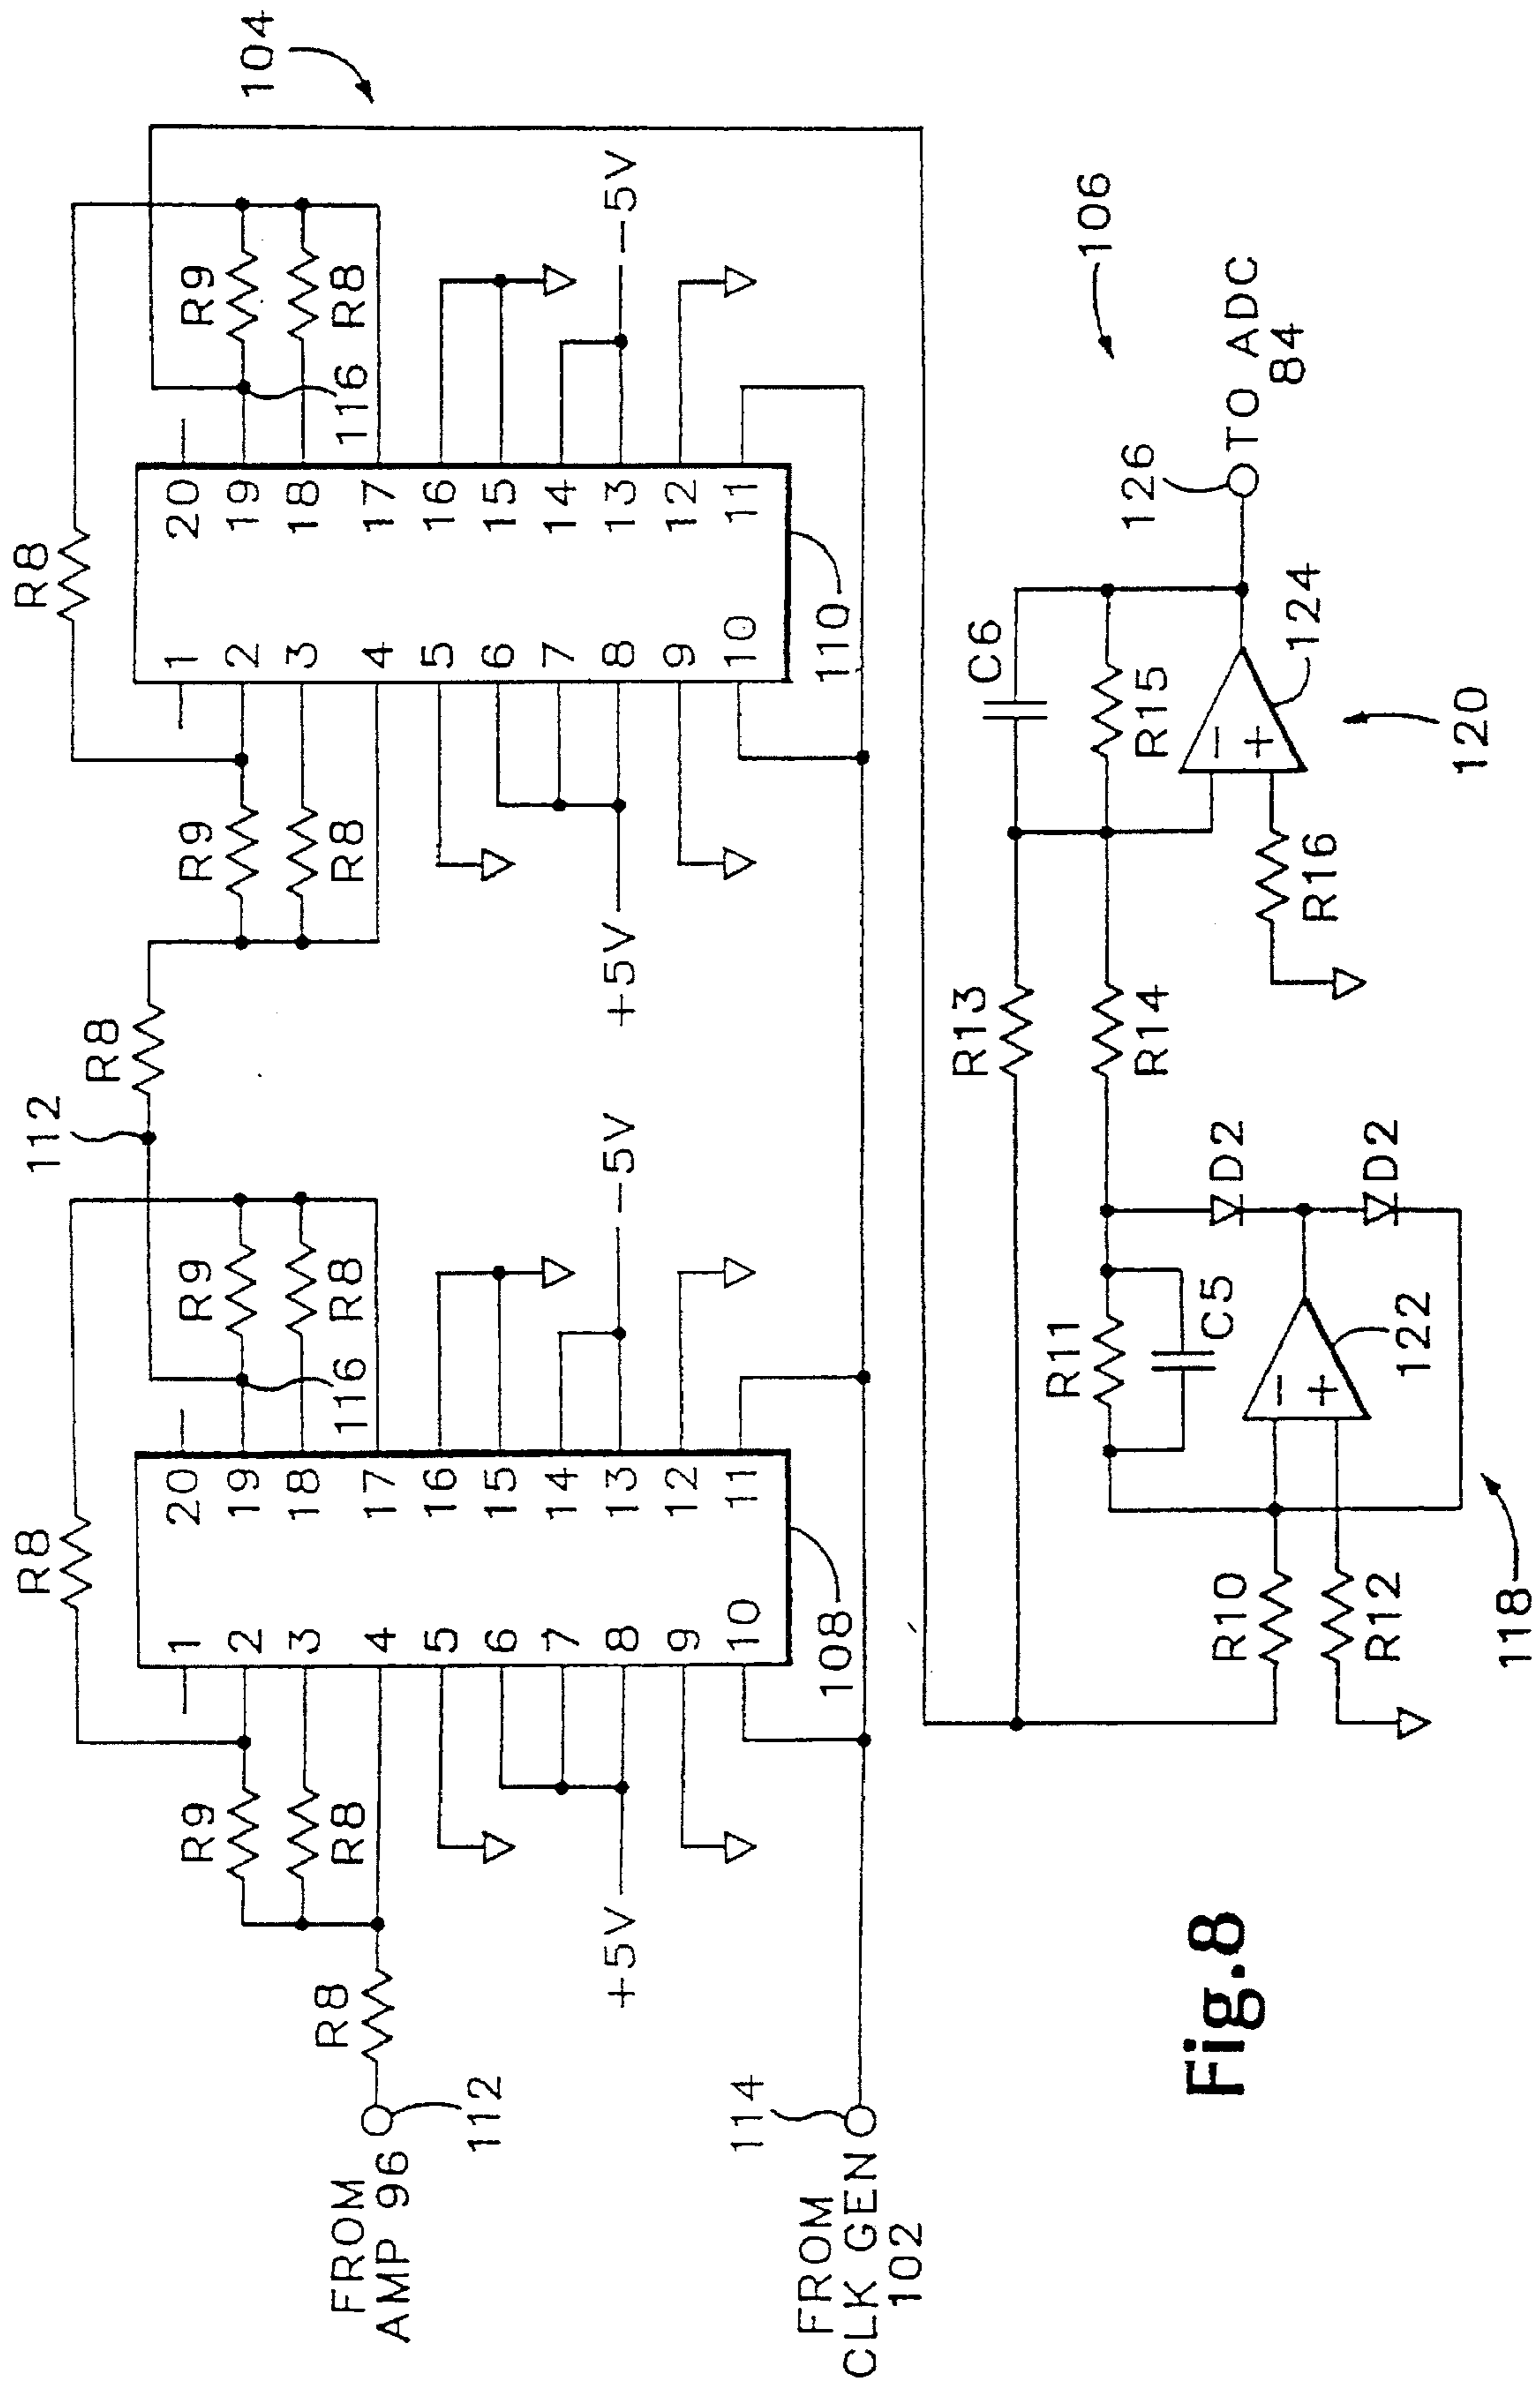 104
R8
R8
112
R8
R9
R8
1
2
3
4
5
6
7
8
9
10
20
19
18
17
16
15
14
13
12
11
R9
R8
116
-5V
+5V
108
R9
R8
1
2
3
4
5
6
7
8
9
10
20
19
18
17
16
15
14
13
12
11
R9
R8
116
-5V
+5V
110
R8
FROM
AMP 96
112
114
FROM
CLK GEN
102
106
R13
C6
R14
R15
126
TO ADC
84
124
120
R16
R11
C5
D2
D2
122
R10
R12
118
Fig.8